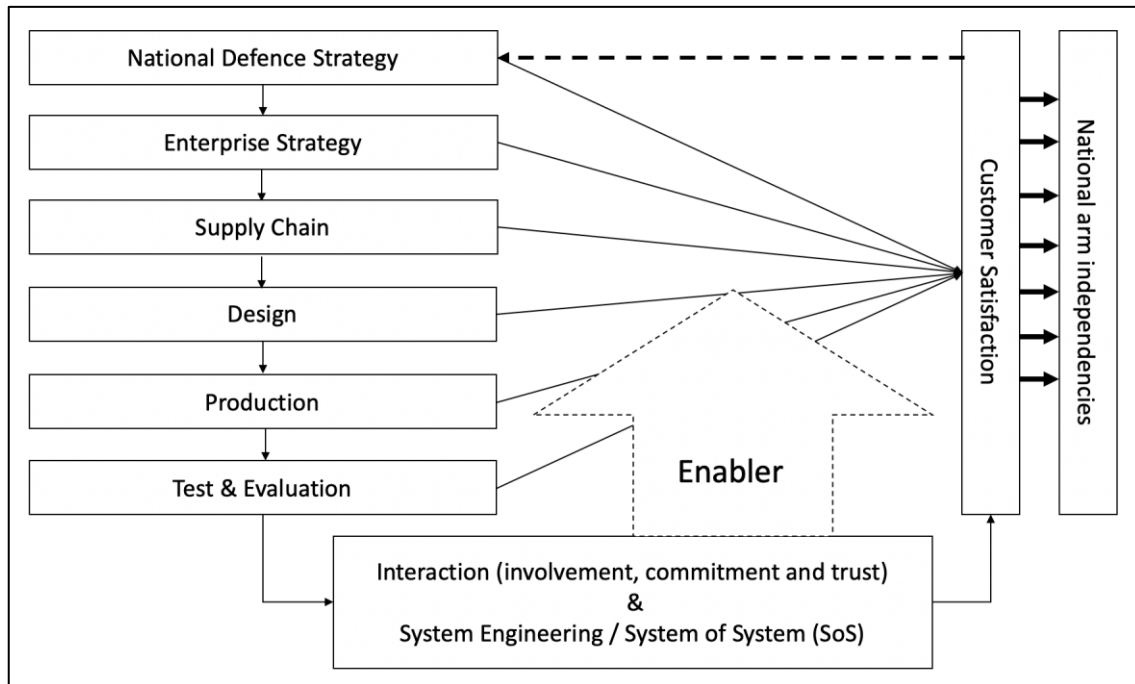 National Defence Strategy
Enterprise Strategy
Supply Chain
Design
Production
Test & Evaluation
Enabler
Interaction (involvement, commitment and trust)
&
System Engineering / System of System (SoS)
Customer Satisfaction
National arm independencies